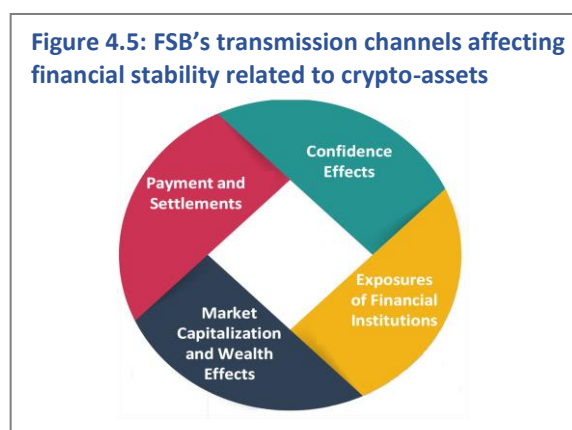 Figure 4.5: FSB's transmission channels affecting
financial stability related to crypto-assets
Confidence
Effects
Payment and
Settlements
Exposures
of Financial
Institutions
Market
Capitalization
and Wealth
Effects